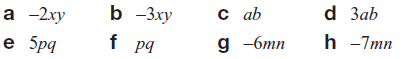 a -2xy b -3xy c ab d 3ab
e 5pq f pq g -6mn h -7mn